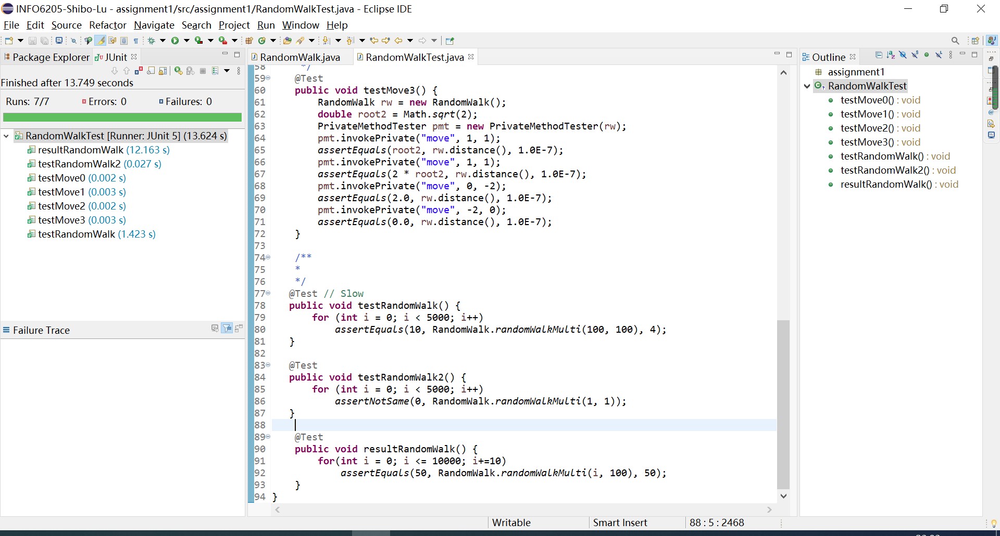 INFO6205-Shibo-Lu - assignment1/src/assignment1/RandomWalkTest.java - Eclipse IDE
File Edit Source Refactor Navigate Search Project Run Window Help
Package Explorer JUnit
Finished after 13.749 seconds
Runs: 7/7 Errors: 0 Failures: 0
RandomWalkTest [Runner: JUnit 5] (13.624 s)
resultRandomWalk (12.163 s)
testRandomWalk2 (0.027 s)
testMove0 (0.002 s)
testMove1 (0.003 s)
testMove2 (0.002 s)
testMove3 (0.003 s)
testRandomWalk (1.423 s)
Failure Trace
RandomWalk.java RandomWalkTest.java
58 */
59 @Test
60 public void testMove3() {
61 RandomWalk rw = new RandomWalk();
62 double root2 = Math.sqrt(2);
63 PrivateMethodTester pmt = new PrivateMethodTester(rw);
64 pmt.invokePrivate("move", 1, 1);
65 assertEquals(root2, rw.distance(), 1.0E-7);
66 pmt.invokePrivate("move", 1, 1);
67 assertEquals(2 * root2, rw.distance(), 1.0E-7);
68 pmt.invokePrivate("move", 0, -2);
69 assertEquals(2.0, rw.distance(), 1.0E-7);
70 pmt.invokePrivate("move", -2, 0);
71 assertEquals(0.0, rw.distance(), 1.0E-7);
72 }
73
74 /**
75 *
76 */
77 @Test // Slow
78 public void testRandomWalk() {
79 for (int i = 0; i < 5000; i++)
80 assertEquals(10, RandomWalk.randomWalkMulti(100, 100), 4);
81 }
82
83 @Test
84 public void testRandomWalk2() {
85 for (int i = 0; i < 5000; i++)
86 assertNotSame(0, RandomWalk.randomWalkMulti(1, 1));
87 }
88
89 @Test
90 public void resultRandomWalk() {
91 for(int i = 0; i <= 10000; i+=10)
92 assertEquals(50, RandomWalk.randomWalkMulti(i, 100), 50);
93 }
94 }
Outline
assignment1
RandomWalkTest
testMove0() : void
testMove1() : void
testMove2() : void
testMove3() : void
testRandomWalk() : void
testRandomWalk2() : void
resultRandomWalk() : void
Writable Smart Insert 88 : 5 : 2468